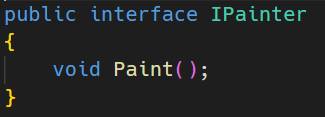 public interface IPainter
{
    void Paint();
}